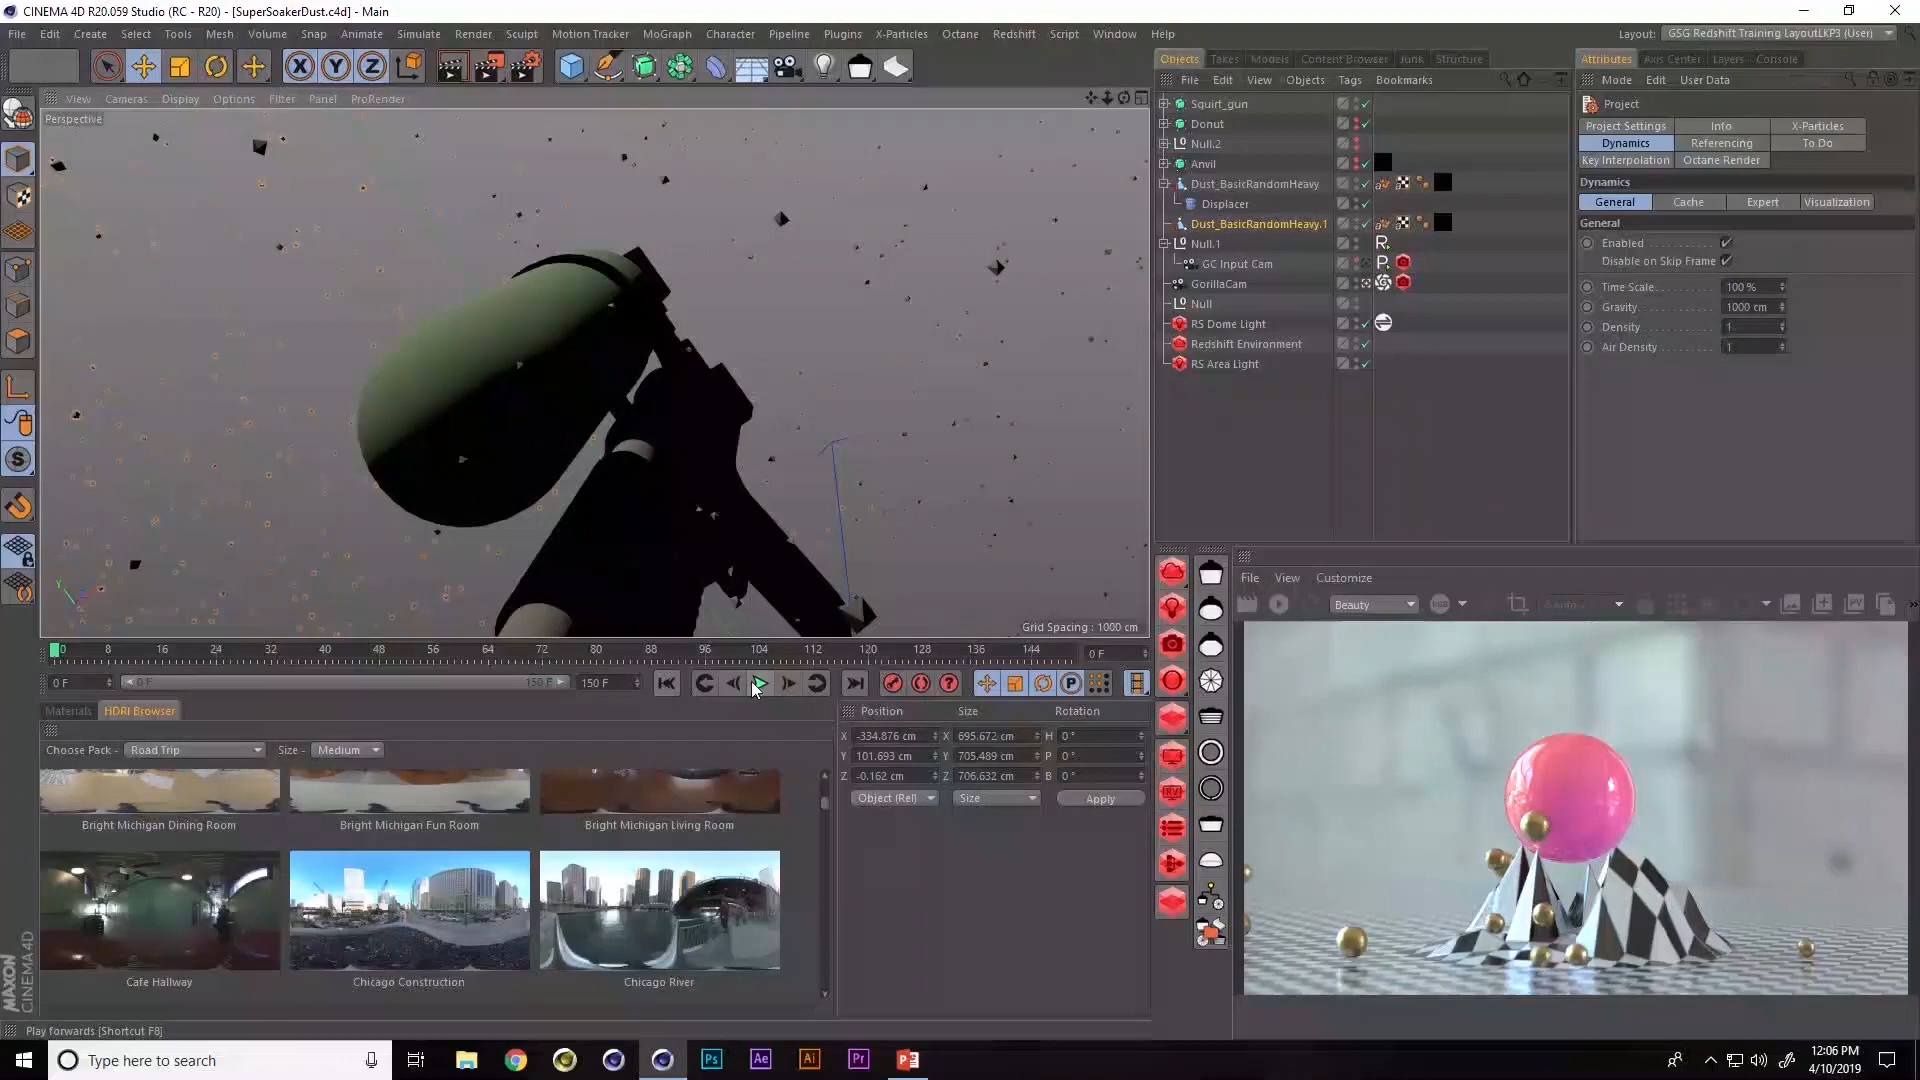 CINEMA 4D R20.059 Studio (RC - R20) - [SuperSoakerDust.c4d] - Main
File Edit Create Select Tools Mesh Volume Snap Animate Simulate Render Sculpt Motion Tracker MoGraph Character Pipeline Plugins X-Particles Octane Redshift Script Window Help
Layout: GSG Redshift Training LayoutLKP3 (User)
Objects Takes Models Content Browser Junk Structure
Attributes Axis Center Layers Console
File Edit View Objects Tags Bookmarks
Mode Edit User Data
View Cameras Display Options Filter Panel ProRender
Perspective
Squirt_gun
Donut
Null.2
Anvil
Dust_BasicRandomHeavy
Displacer
Dust_BasicRandomHeavy.1
Null.1
GC Input Cam
GorillaCam
Null
RS Dome Light
Redshift Environment
RS Area Light
Project
Project Settings Info X-Particles
Dynamics Referencing To Do
Key Interpolation Octane Render
Dynamics
General Cache Expert Visualization
General
Enabled
Disable on Skip Frame
Time Scale 100 %
Gravity 1000 cm
Density 1
Air Density 1
Grid Spacing : 1000 cm
0 8 16 24 32 40 48 56 64 72 80 88 96 104 112 120 128 136 144 0 F
0 F 0 F 150 F 150 F
Materials HDRI Browser
Choose Pack - Road Trip Size - Medium
Bright Michigan Dining Room Bright Michigan Fun Room Bright Michigan Living Room
Cafe Hallway Chicago Construction Chicago River
Position Size Rotation
X -334.876 cm X 695.672 cm H 0 °
Y 101.693 cm Y 705.489 cm P 0 °
Z -0.162 cm Z 706.632 cm B 0 °
Object (Rel) Size Apply
File View Customize
Beauty
RV
MAXON
CINEMA 4D
Play forwards [Shortcut F8]
Type here to search
Ps Ae Ai Pr
12:06 PM
4/10/2019